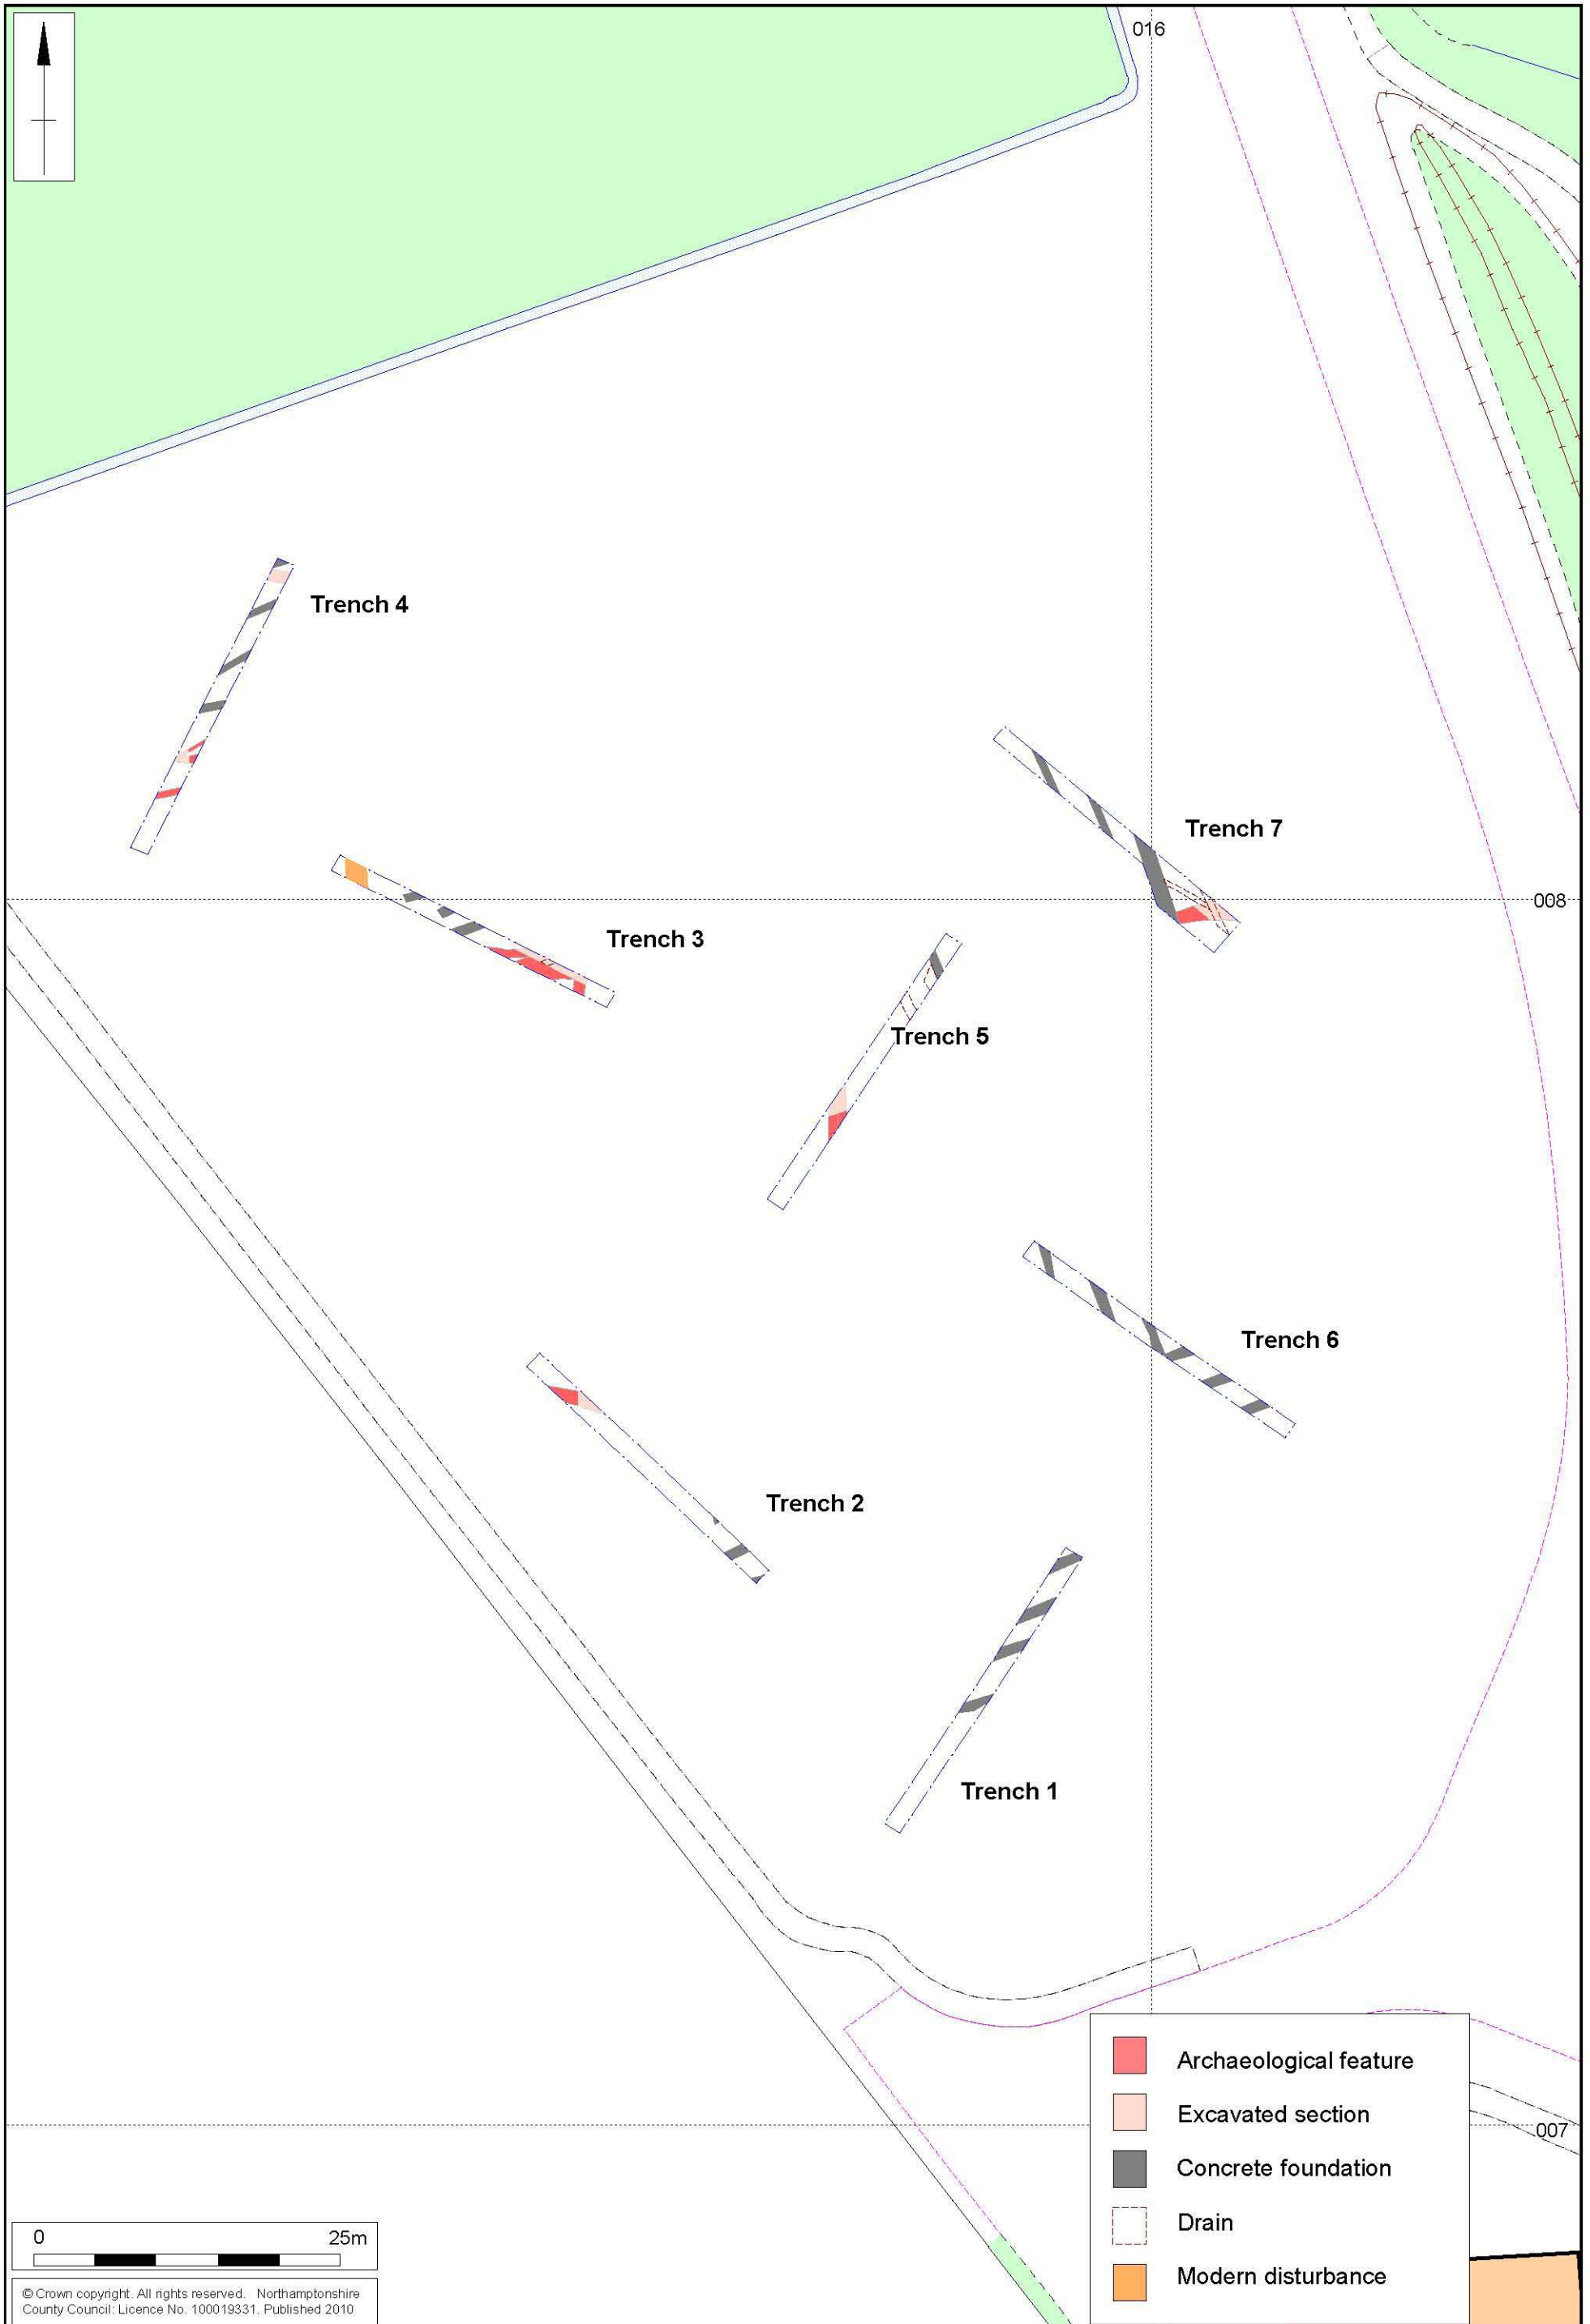 016
Trench 4
Trench 7
008
Trench 3
Trench 5
Trench 6
Trench 2
Trench 1
Archaeological feature
Excavated section
007
Concrete foundation
Drain
Modern disturbance
0 25m
© Crown copyright. All rights reserved. Northamptonshire
County Council: Licence No. 100019331. Published 2010